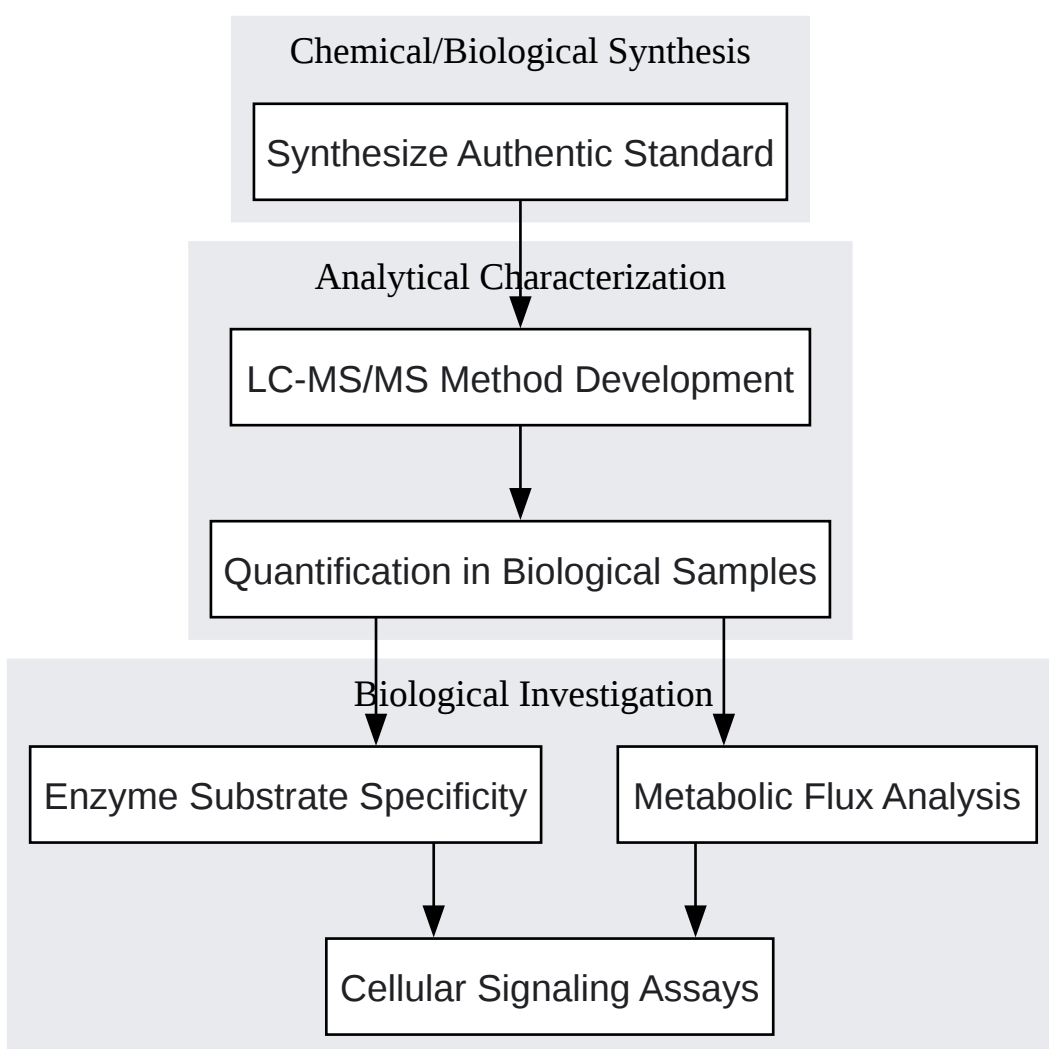 Chemical/Biological Synthesis
Synthesize Authentic Standard
Analytical Characterization
LC-MS/MS Method Development
Quantification in Biological Samples
Biological Investigation
Enzyme Substrate Specificity
Metabolic Flux Analysis
Cellular Signaling Assays